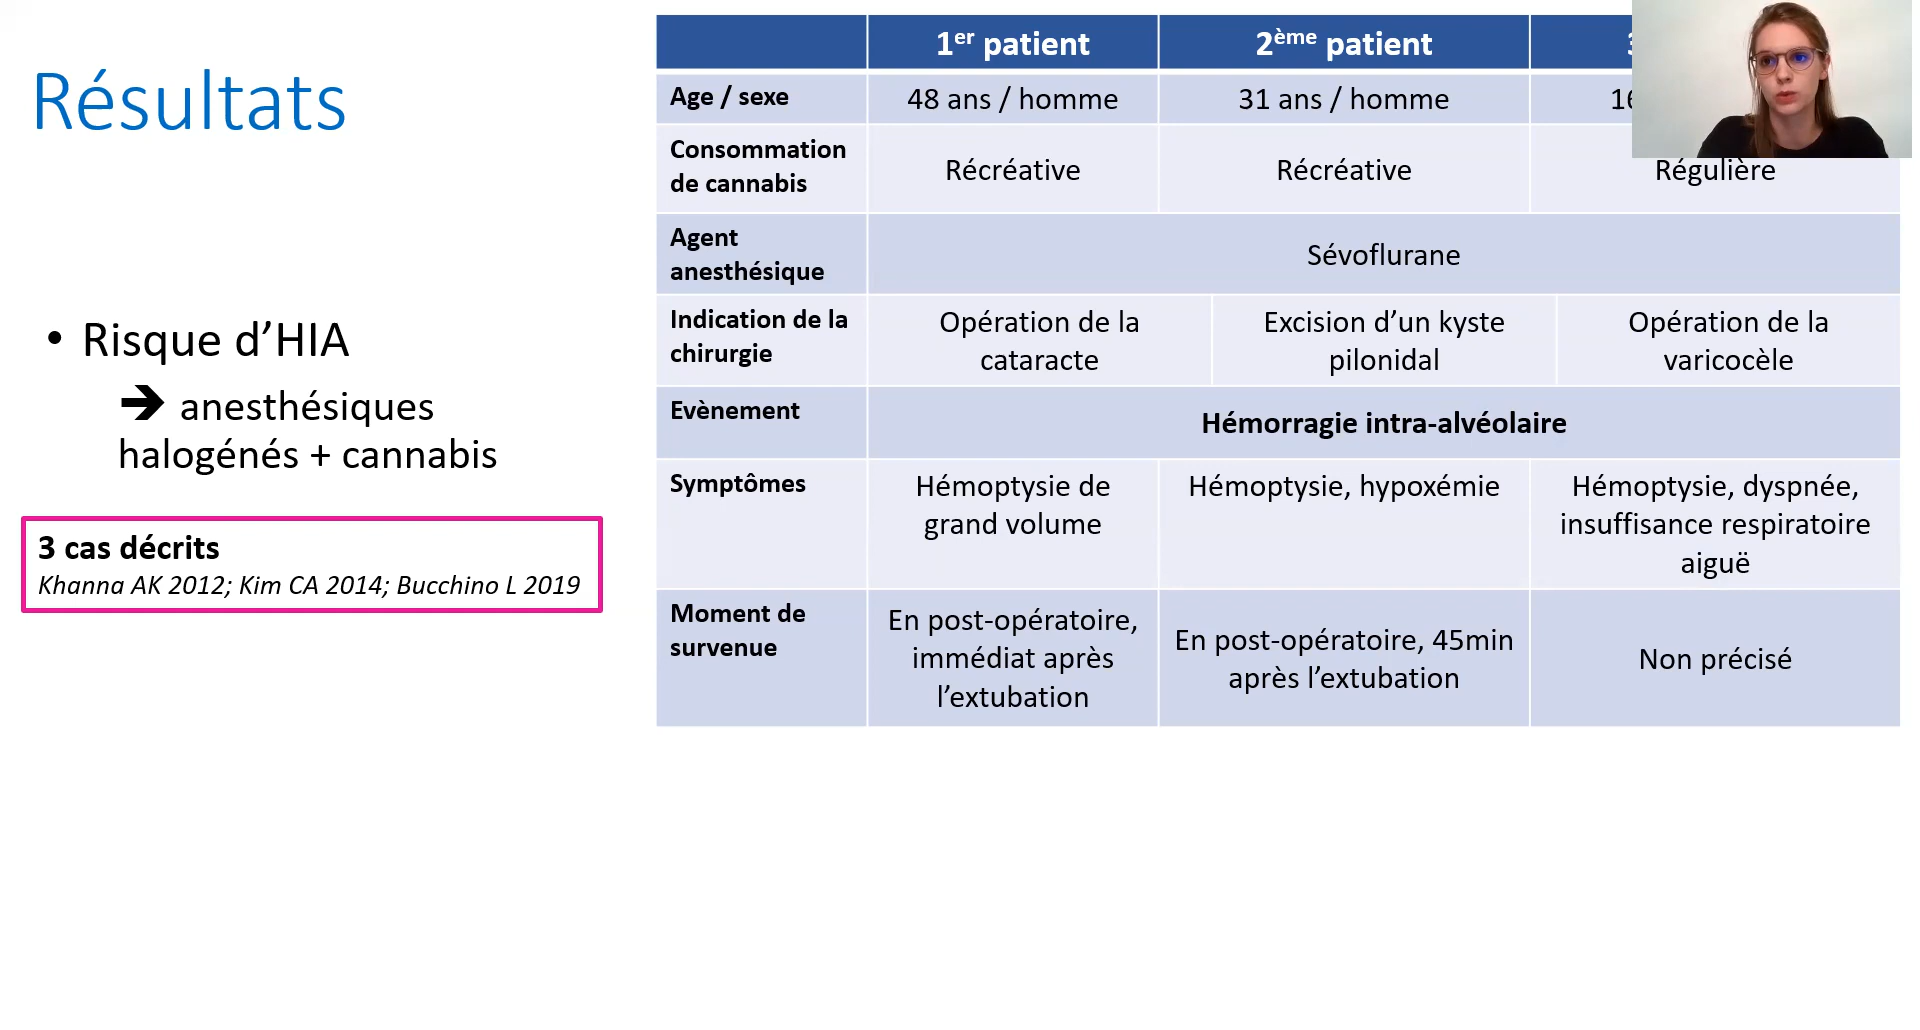 Résultats
• Risque d’HIA
➔ anesthésiques
halogénés + cannabis
3 cas décrits
Khanna AK 2012; Kim CA 2014; Bucchino L 2019
1er patient
2ème patient
Age / sexe
48 ans / homme
31 ans / homme
Consommation
de cannabis
Récréative
Récréative
Régulière
Agent
anesthésique
Sévoflurane
Indication de la
chirurgie
Opération de la
cataracte
Excision d’un kyste
pilonidal
Opération de la
varicocèle
Evènement
Hémorragie intra-alvéolaire
Symptômes
Hémoptysie de
grand volume
Hémoptysie, hypoxémie
Hémoptysie, dyspnée,
insuffisance respiratoire
aiguë
Moment de
survenue
En post-opératoire,
immédiat après
l’extubation
En post-opératoire, 45min
après l’extubation
Non précisé